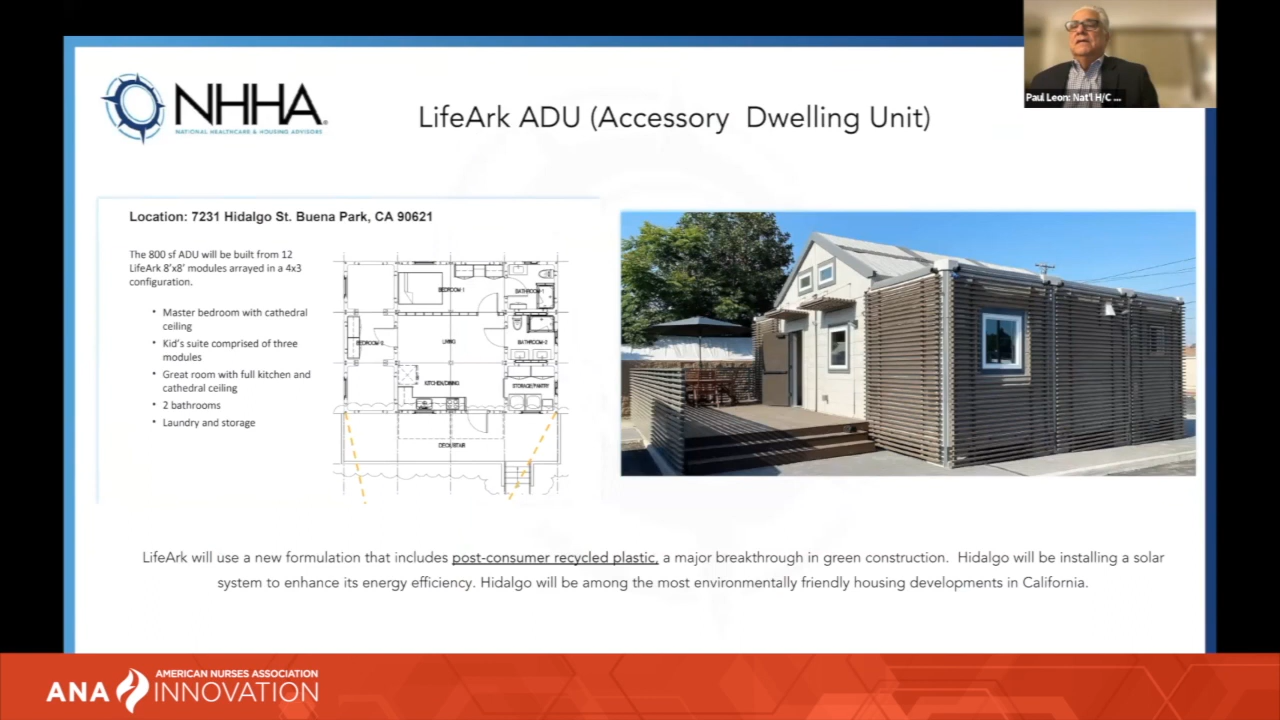 Paul Leon: Nat'l H/C ...
NHHA
NATIONAL HEALTHCARE & HOUSING ADVISORS
LifeArk ADU (Accessory Dwelling Unit)
Location: 7231 Hidalgo St. Buena Park, CA 90621
The 800 sf ADU will be built from 12
LifeArk 8'x8' modules arrayed in a 4x3
configuration.
• Master bedroom with cathedral
ceiling
• Kid's suite comprised of three
modules
• Great room with full kitchen and
cathedral ceiling
• 2 bathrooms
• Laundry and storage
BEDROOM-1
BATHROOM-1
LIVING
BATHROOM-2
KITCHEN/DINING
STORAGE/PANTRY
LifeArk will use a new formulation that includes post-consumer recycled plastic, a major breakthrough in green construction. Hidalgo will be installing a solar
system to enhance its energy efficiency. Hidalgo will be among the most environmentally friendly housing developments in California.
ANA
AMERICAN NURSES ASSOCIATION
INNOVATION